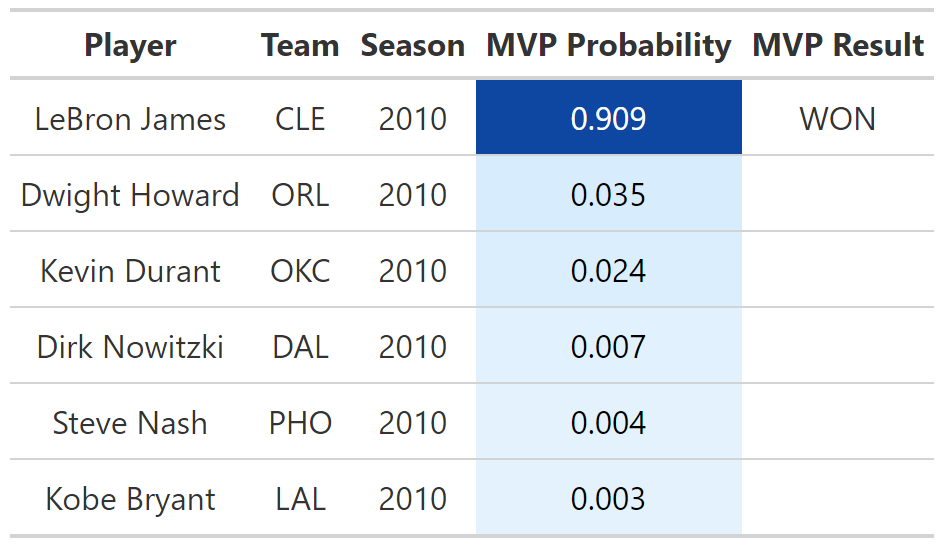 Player Team Season MVP Probability MVP Result
LeBron James CLE 2010 0.909 WON
Dwight Howard ORL 2010 0.035
Kevin Durant OKC 2010 0.024
Dirk Nowitzki DAL 2010 0.007
Steve Nash PHO 2010 0.004
Kobe Bryant LAL 2010 0.003